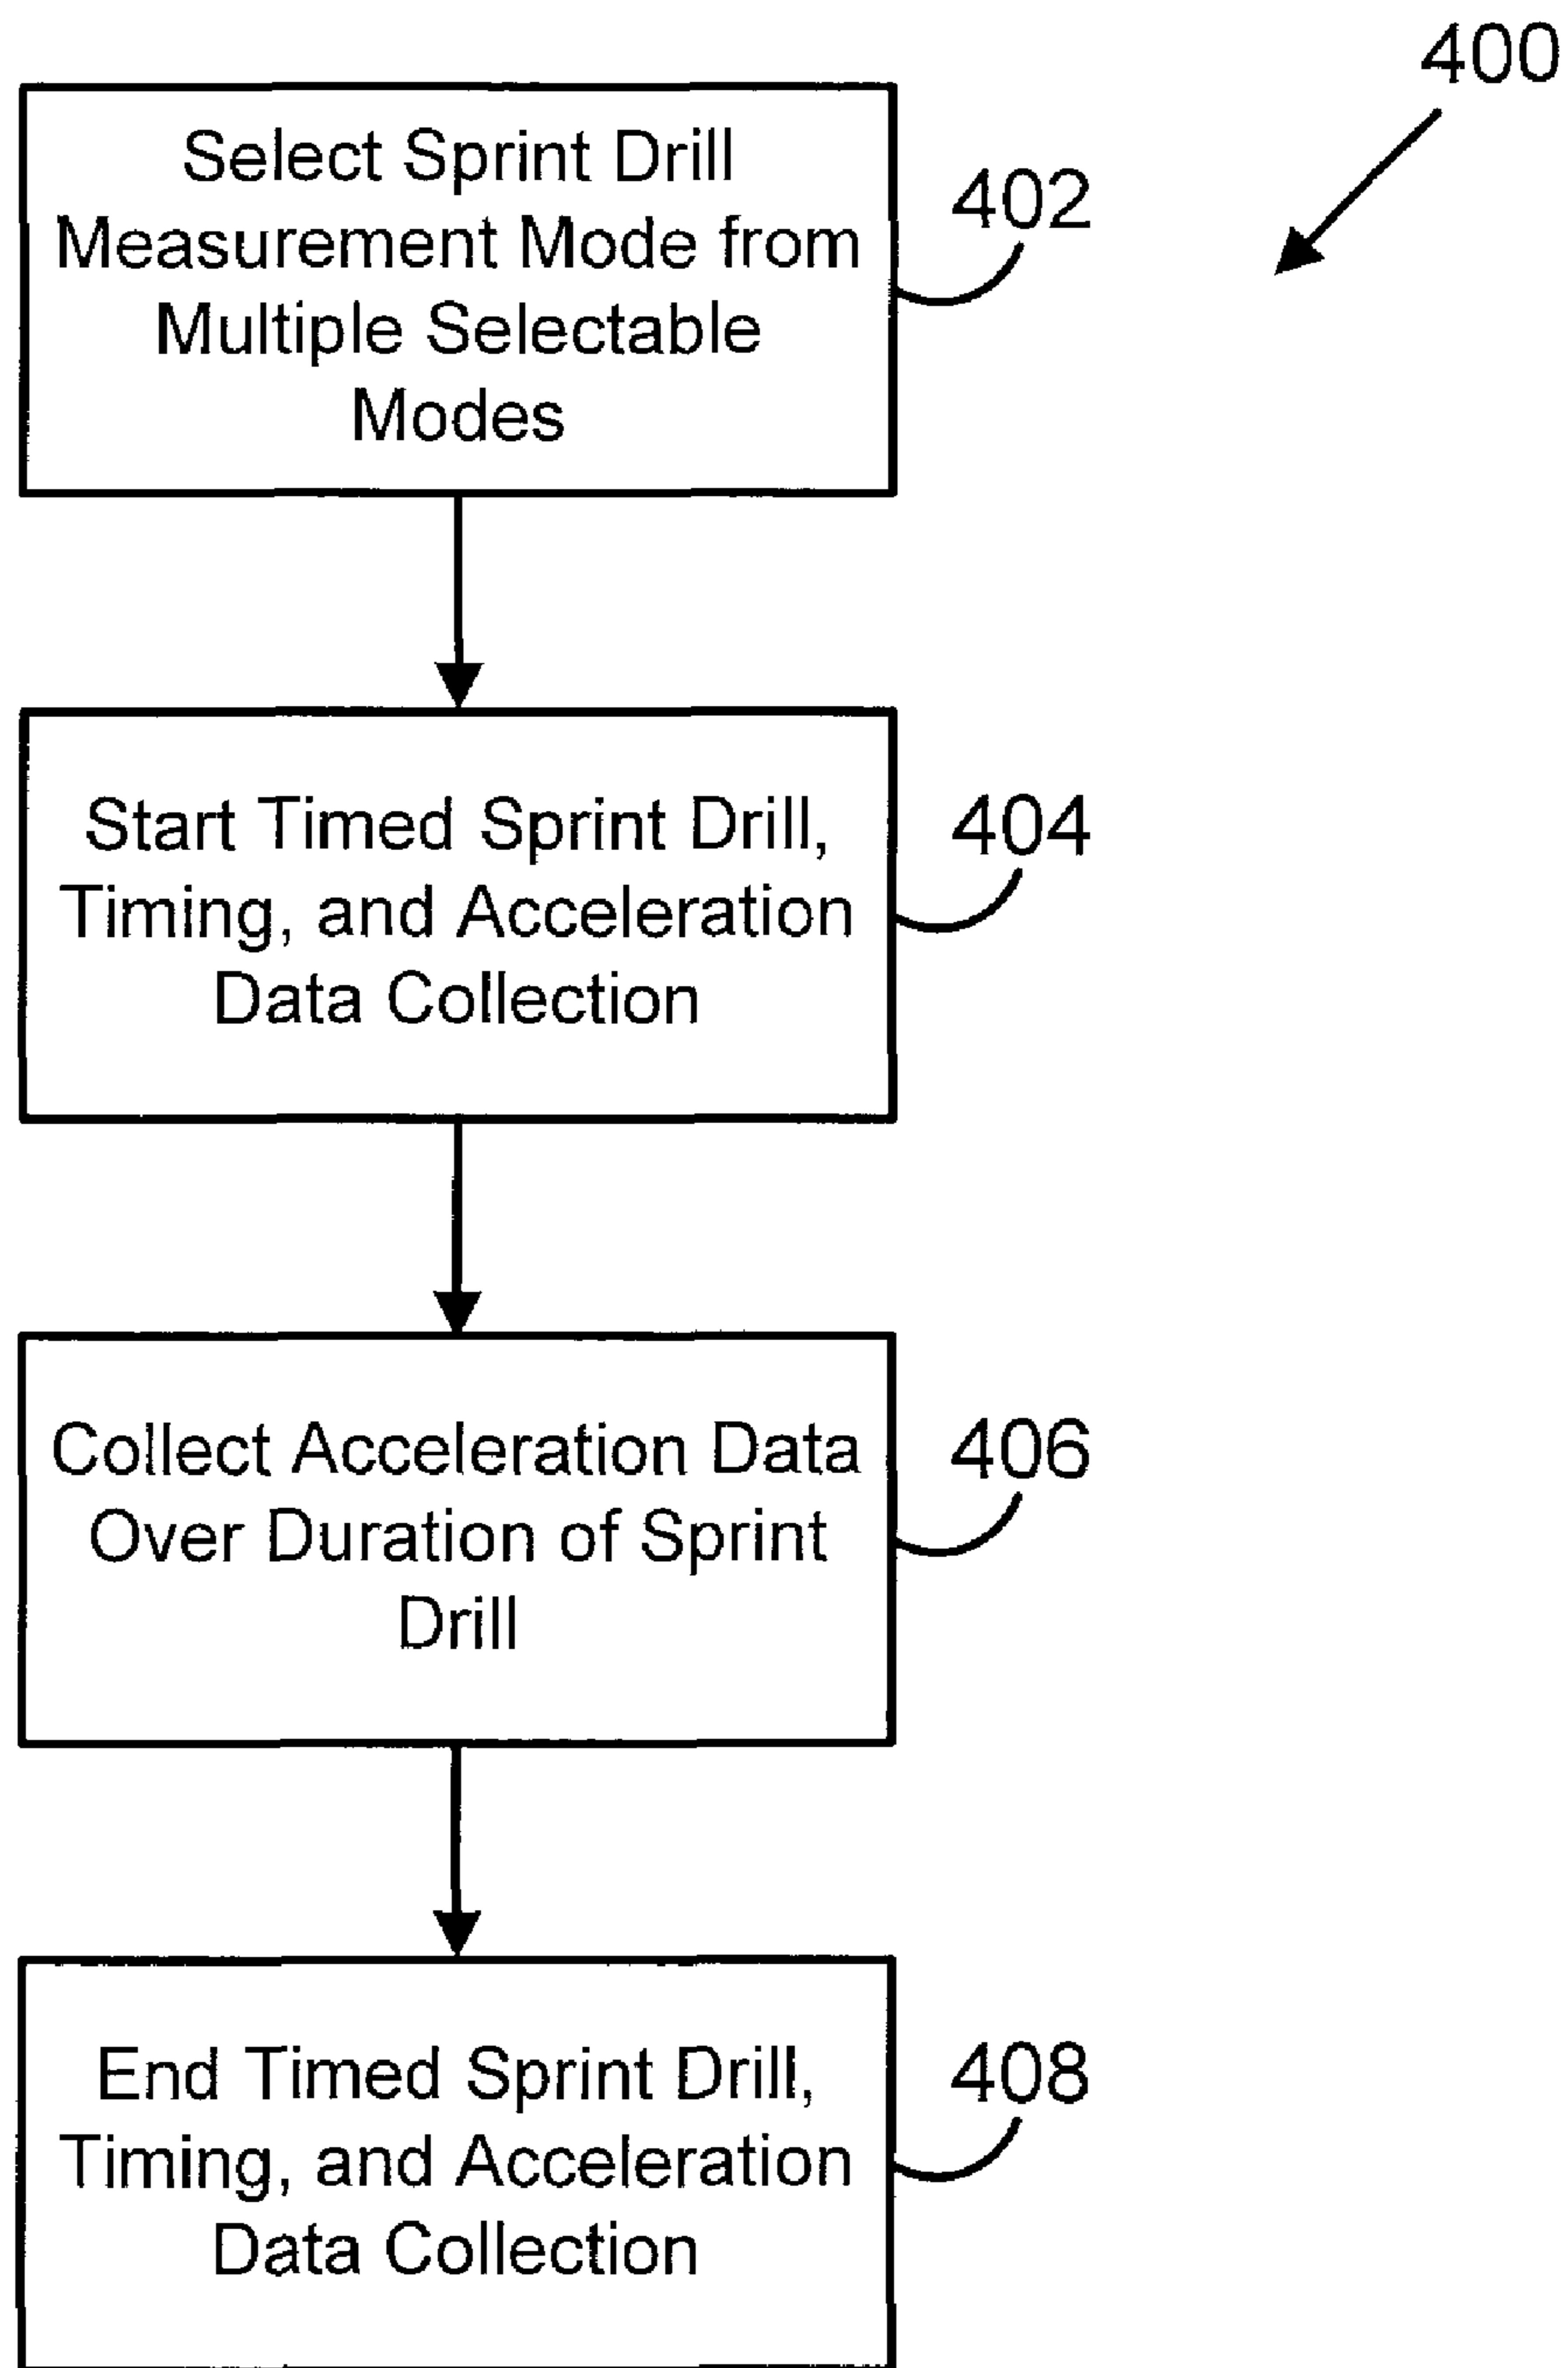 400
Select Sprint Drill
Measurement Mode from
Multiple Selectable
Modes
402
Start Timed Sprint Drill,
Timing, and Acceleration
Data Collection
404
Collect Acceleration Data
Over Duration of Sprint
Drill
406
End Timed Sprint Drill,
Timing, and Acceleration
Data Collection
408